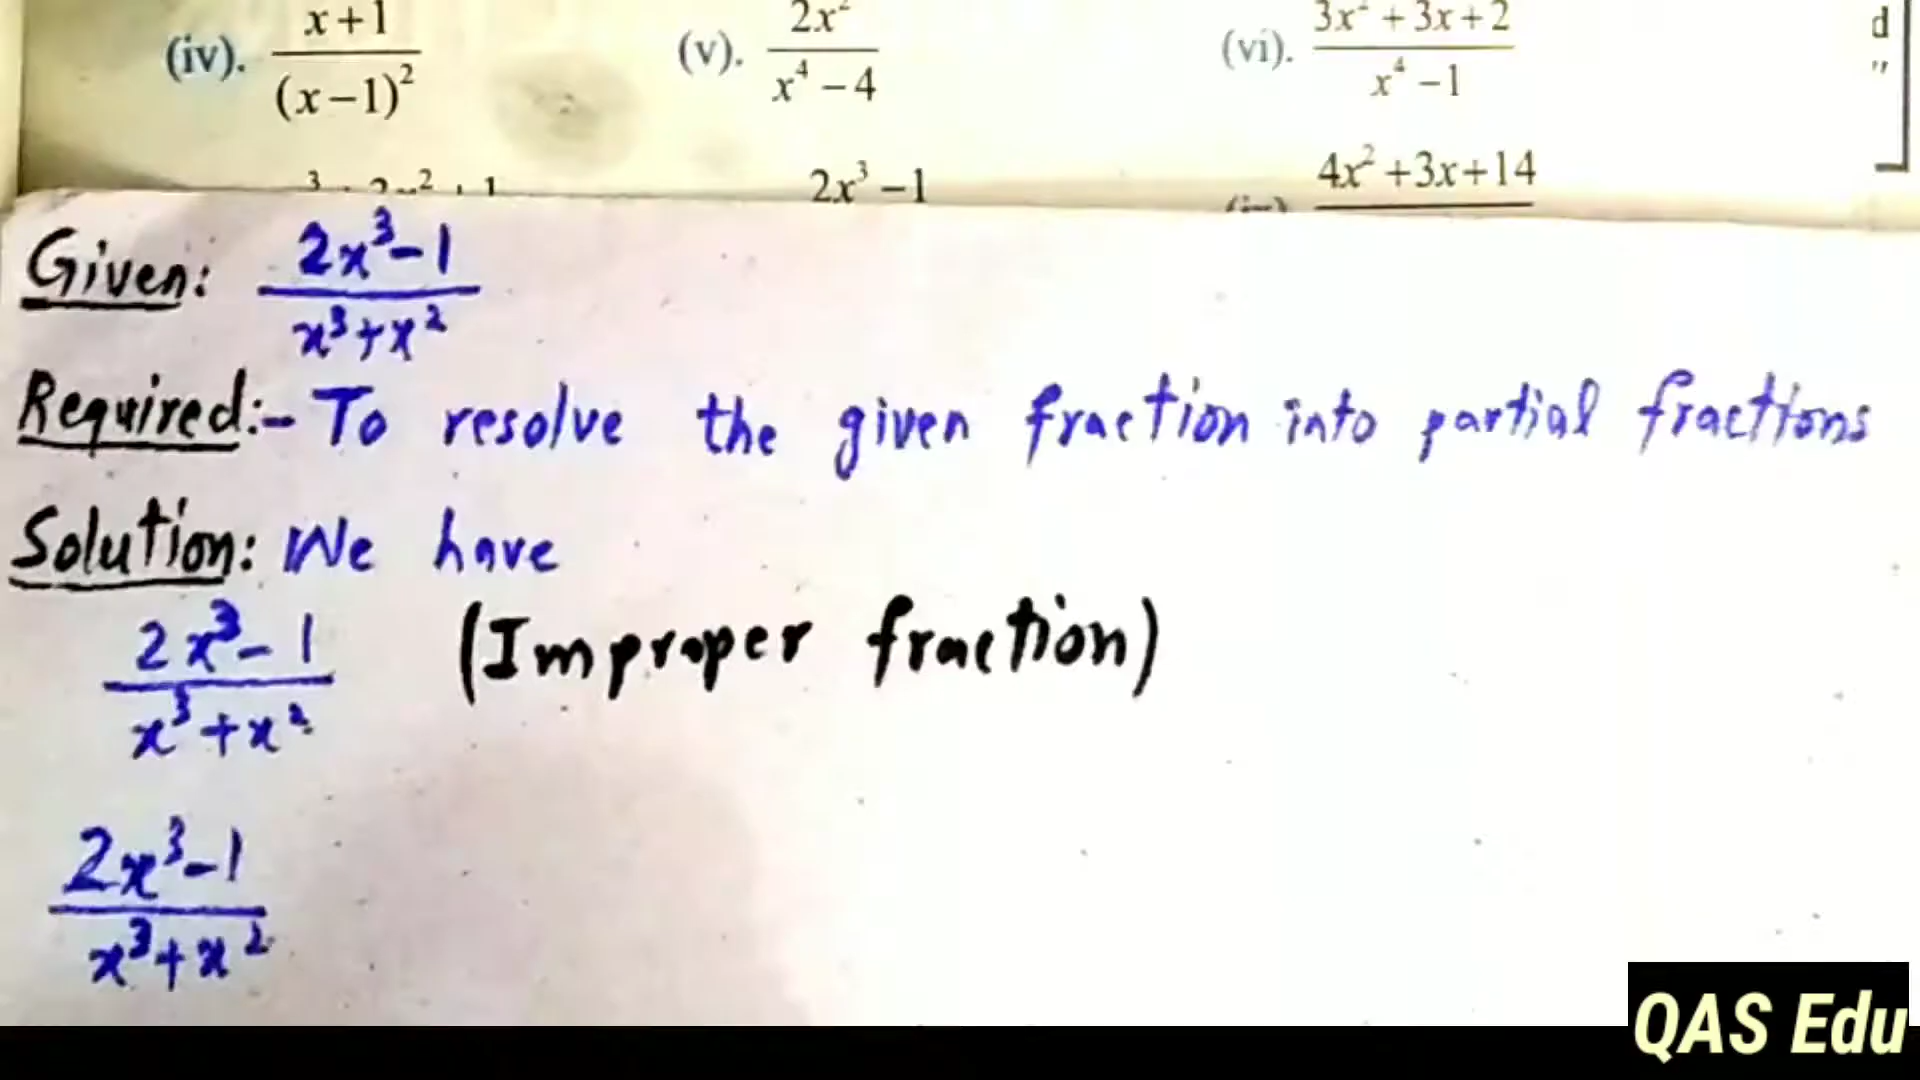 (iv). x+1/(x−1)² (v). 2x²/x⁴−4 (vi). 3x²+3x+2/x⁴−1 d
"
2x³−1 4x²+3x+14
Given: 2x³-1/x³+x²
Required:- To resolve the given fraction into partial fractions
Solution: We have
2x³-1/x³+x² (Improper fraction)
2x³-1/x³+x²
QAS Edu